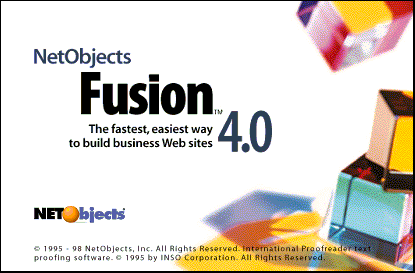 NetObjects
Fusion™
4.0
The fastest, easiest way
to build business Web sites
NETObjects
© 1995 - 98 NetObjects, Inc. All Rights Reserved. International Proofreader text
proofing software. © 1995 by INSO Corporation. All Rights Reserved.